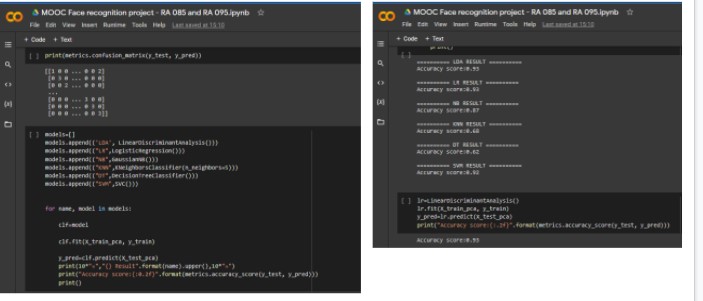 MOOC Face recognition project - RA 085 and RA 095.ipynb
File Edit View Insert Runtime Tools Help Last saved at 15:10
+ Code + Text
[ ] print(metrics.confusion_matrix(y_test, y_pred))
[[1 0 0 ... 0 0 2]
[0 3 0 ... 0 0 0]
[0 0 2 ... 0 0 0]
...
[0 0 0 ... 3 0 0]
[0 0 0 ... 0 3 0]
[0 0 0 ... 0 0 3]]
[ ] models=[]
models.append(('LDA', LinearDiscriminantAnalysis()))
models.append(("LR",LogisticRegression()))
models.append(("NB",GaussianNB()))
models.append(("KNN",KNeighborsClassifier(n_neighbors=5)))
models.append(("DT",DecisionTreeClassifier()))
models.append(("SVM",SVC()))
for name, model in models:
clf=model
clf.fit(X_train_pca, y_train)
y_pred=clf.predict(X_test_pca)
print(10*"=","{} Result".format(name).upper(),10*"=")
print("Accuracy score:{:0.2f}".format(metrics.accuracy_score(y_test, y_pred)))
print()
MOOC Face recognition project - RA 085 and RA 095.ipynb
File Edit View Insert Runtime Tools Help Last saved at 15:10
+ Code + Text
print()
[ ]
========== LDA RESULT ==========
Accuracy score:0.93
========== LR RESULT ==========
Accuracy score:0.93
========== NB RESULT ==========
Accuracy score:0.87
========== KNN RESULT ==========
Accuracy score:0.68
========== DT RESULT ==========
Accuracy score:0.62
========== SVM RESULT ==========
Accuracy score:0.92
[ ] lr=LinearDiscriminantAnalysis()
lr.fit(X_train_pca, y_train)
y_pred=lr.predict(X_test_pca)
print("Accuracy score:{:.2f}".format(metrics.accuracy_score(y_test, y_pred)))
Accuracy score:0.93